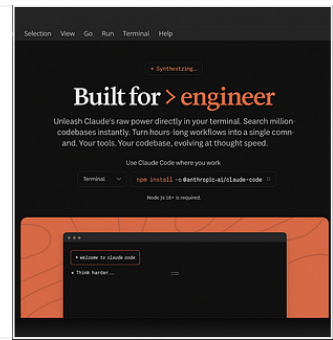 Selection View Go Run Terminal Help
* Synthesizing...
Built for > engineer
Unleash Claude's raw power directly in your terminal. Search million
codebases instantly. Turn hours-long workflows into a single comn
and. Your tools. Your codebase, evolving at thought speed.
Use Claude Code where you work
Terminal npm install -g @anthropic-ai/claude-code
Node js 18+ is required.
* Welcome to claude code.
* Think harder...